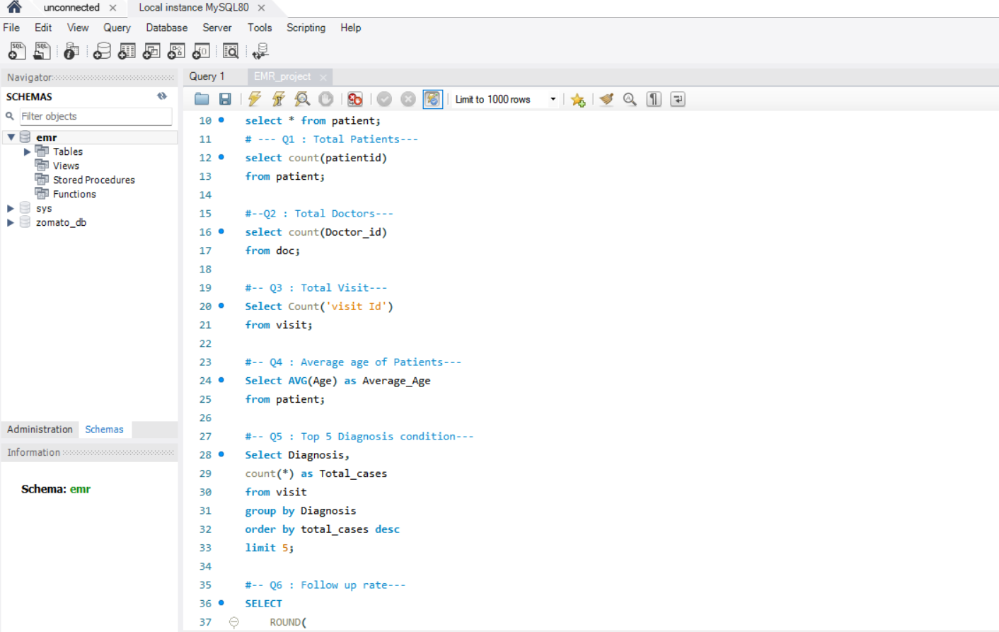 unconnected
Local instance MySQL80
File Edit View Query Database Server Tools Scripting Help
Navigator
SCHEMAS
Filter objects
emr
Tables
Views
Stored Procedures
Functions
sys
zomato_db
Administration Schemas
Information
Schema: emr
Query 1 EMR_project
Limit to 1000 rows
10 select * from patient;
11 # --- Q1 : Total Patients---
12 select count(patientid)
13 from patient;
14
15 #--Q2 : Total Doctors---
16 select count(Doctor_id)
17 from doc;
18
19 #-- Q3 : Total Visit---
20 Select Count('visit Id')
21 from visit;
22
23 #-- Q4 : Average age of Patients---
24 Select AVG(Age) as Average_Age
25 from patient;
26
27 #-- Q5 : Top 5 Diagnosis condition---
28 Select Diagnosis,
29 count(*) as Total_cases
30 from visit
31 group by Diagnosis
32 order by total_cases desc
33 limit 5;
34
35 #-- Q6 : Follow up rate---
36 SELECT
37 ROUND(